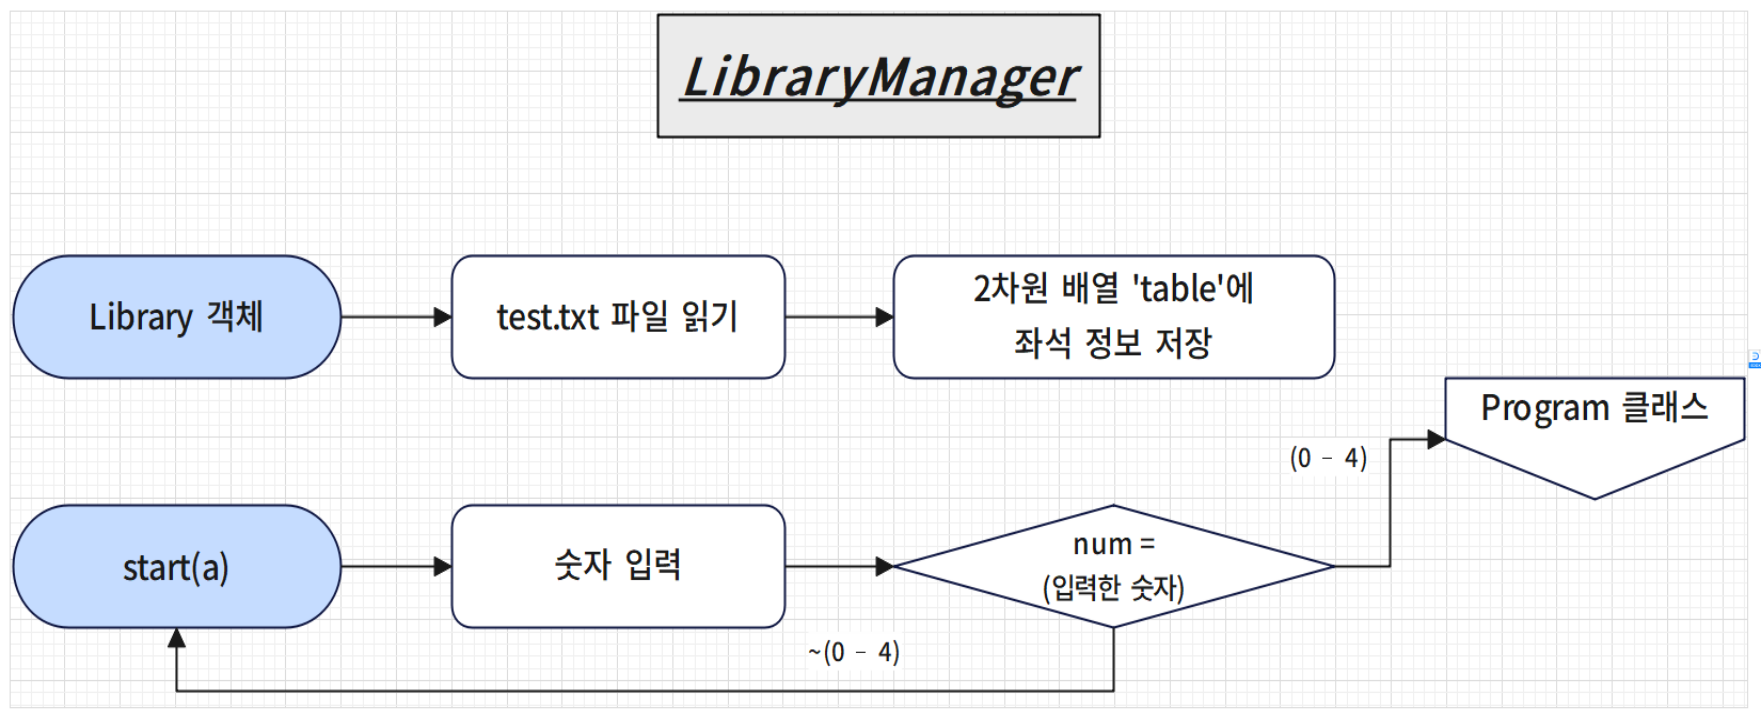 LibraryManager
Library 객체
test.txt 파일 읽기
2차원 배열 'table'에
좌석 정보 저장
Program 클래스
(0 - 4)
start(a)
숫자 입력
num =
(입력한 숫자)
~(0 - 4)